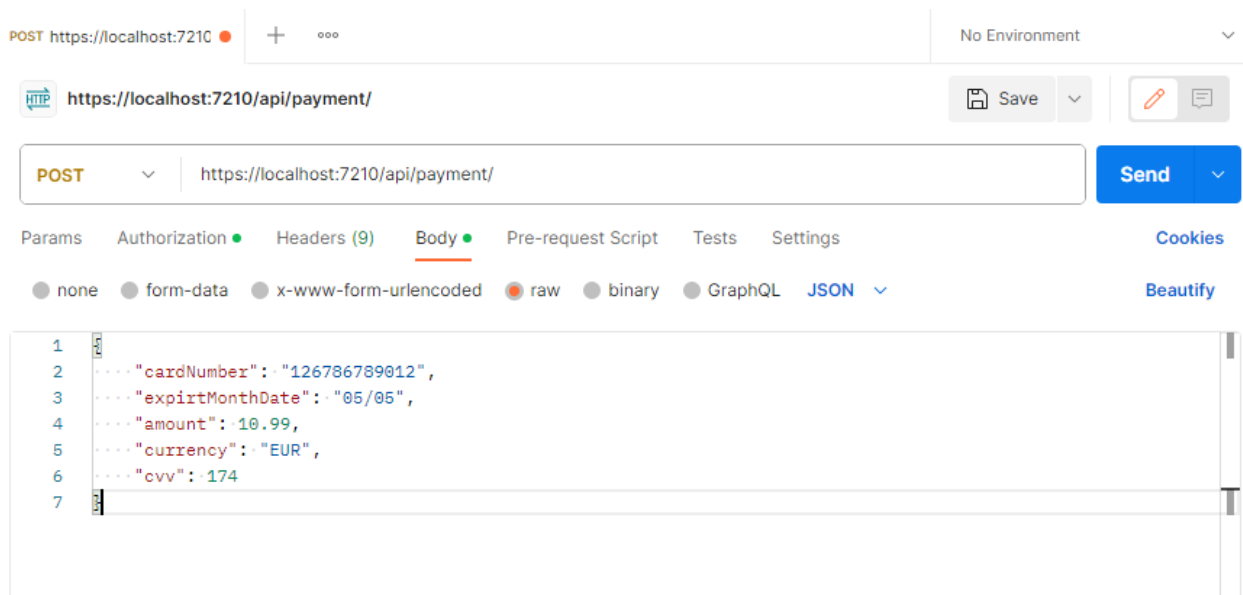 POST https://localhost:7210
No Environment
HTTP https://localhost:7210/api/payment/
Save
POST https://localhost:7210/api/payment/ Send
Params Authorization Headers (9) Body Pre-request Script Tests Settings Cookies
none form-data x-www-form-urlencoded raw binary GraphQL JSON Beautify
1 {
2 "cardNumber": "126786789012",
3 "expirtMonthDate": "05/05",
4 "amount": 10.99,
5 "currency": "EUR",
6 "cvv": 174
7 }